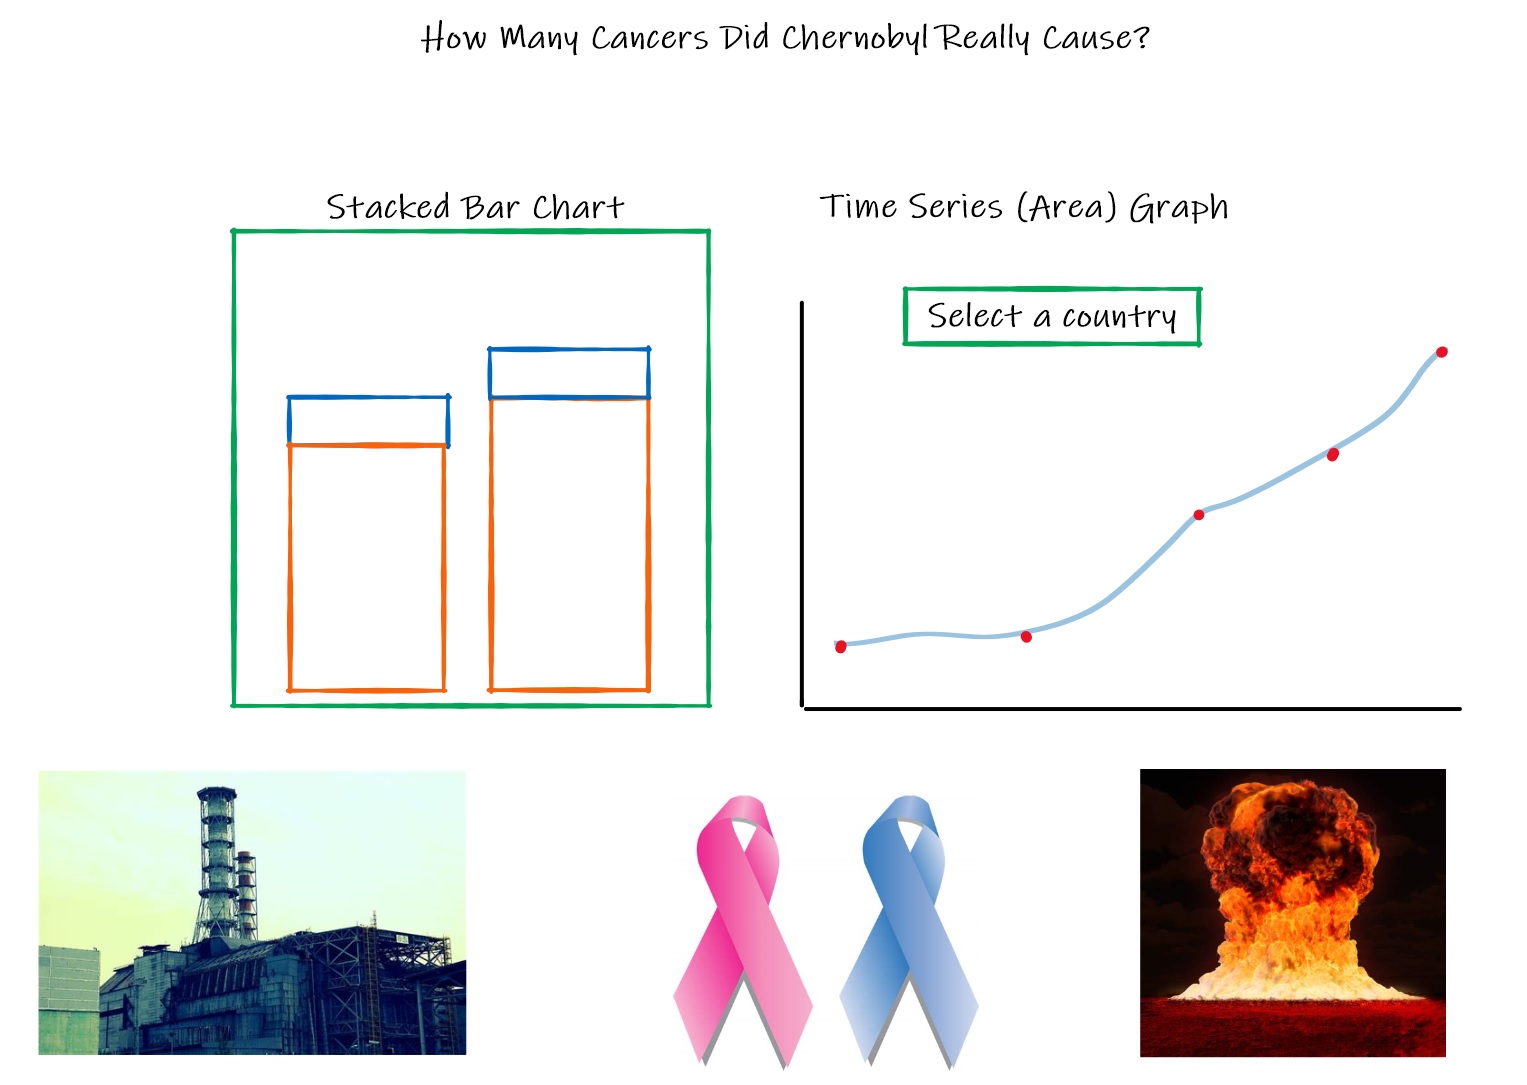 How Many Cancers Did Chernobyl Really Cause?
Stacked Bar Chart
Time Series (Area) Graph
Select a country